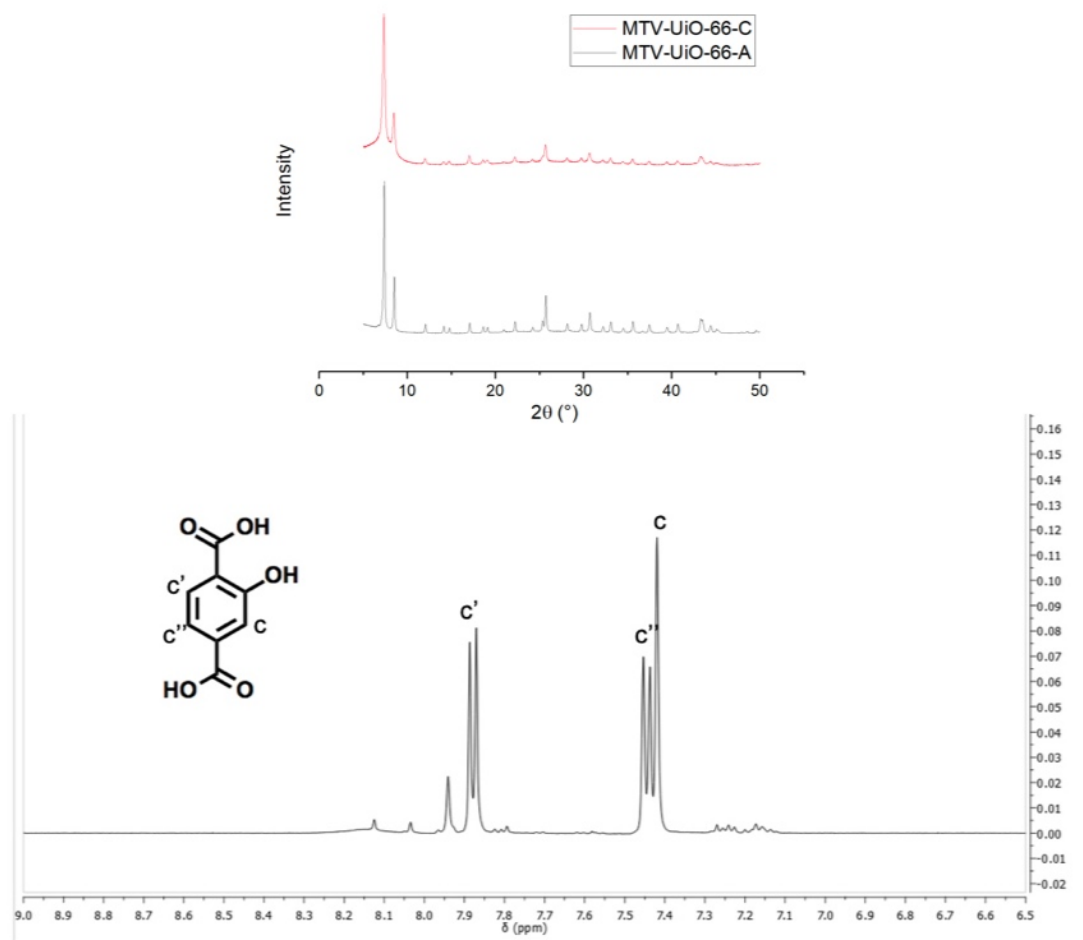 MTV-UiO-66-C
MTV-UiO-66-A
Intensity
0 10 20 30 40 50
2θ (°)
O OH
OH
C'
C''
C
HO O
C'
C''
C
0.16
0.15
0.14
0.13
0.12
0.11
0.10
0.09
0.08
0.07
0.06
0.05
0.04
0.03
0.02
0.01
0.00
-0.01
-0.02
9.0 8.9 8.8 8.7 8.6 8.5 8.4 8.3 8.2 8.1 8.0 7.9 7.8 7.7 7.6 7.5 7.4 7.3 7.2 7.1 7.0 6.9 6.8 6.7 6.6 6.5
δ (ppm)